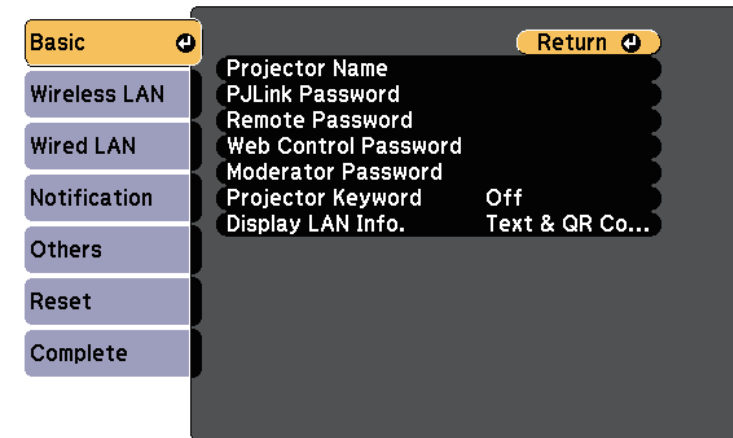 Basic
Wireless LAN
Wired LAN
Notification
Others
Reset
Complete
Return
Projector Name
PJLink Password
Remote Password
Web Control Password
Moderator Password
Projector Keyword Off
Display LAN Info. Text & QR Co...